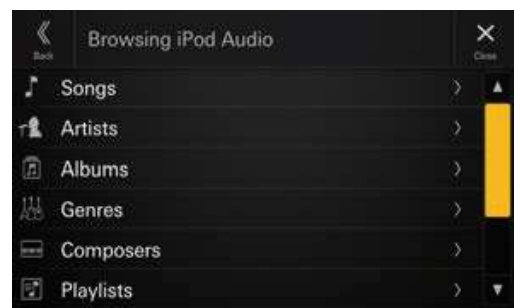 Back
Browsing iPod Audio
Close
Songs
Artists
Albums
Genres
Composers
Playlists